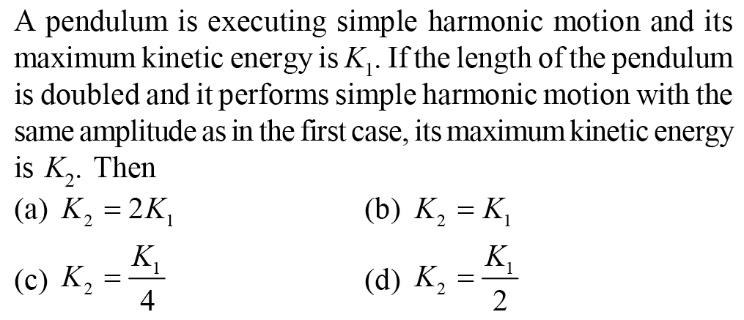 A pendulum is executing simple harmonic motion and its
maximum kinetic energy is K₁. If the length of the pendulum
is doubled and it performs simple harmonic motion with the
same amplitude as in the first case, its maximum kinetic energy
is K₂. Then
(a) K₂ = 2K₁ (b) K₂ = K₁
(c) K₂ = K₁/4 (d) K₂ = K₁/2